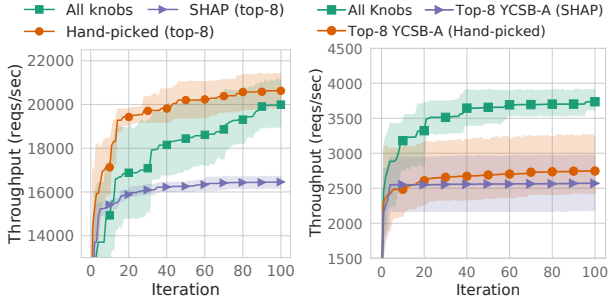 All knobs
SHAP (top-8)
Hand-picked (top-8)
Throughput (reqs/sec)
20000
18000
16000
14000
0
20
40
60
80
100
Iteration
All Knobs
Top-8 YCSB-A (SHAP)
Top-8 YCSB-A (Hand-picked)
Throughput (reqs/sec)
4500
4000
3500
3000
2500
2000
1500
0
20
40
60
80
100
Iteration